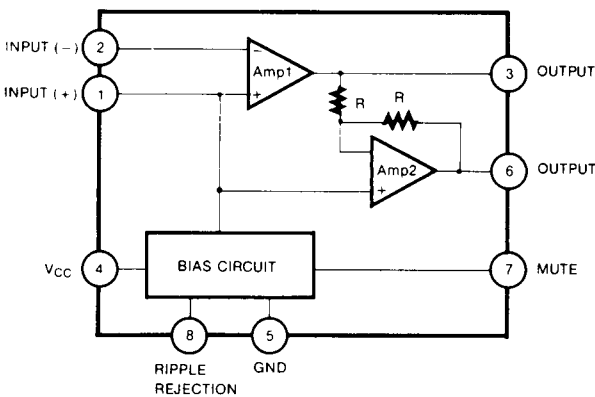 INPUT (−) 2
INPUT (+) 1
− Amp1 +
3 OUTPUT
R R
Amp2 +
6 OUTPUT
VCC 4
BIAS CIRCUIT
7 MUTE
8 5
RIPPLE REJECTION
GND